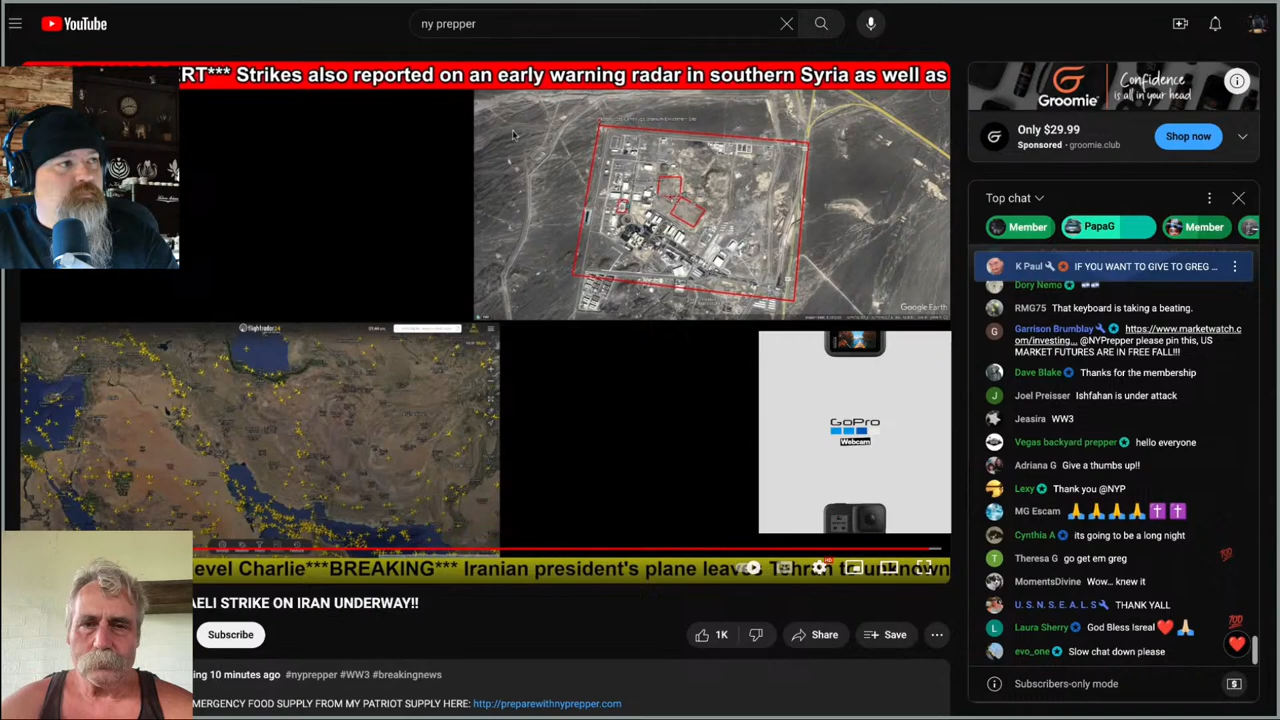 YouTube
ny prepper
ERT*** Strikes also reported on an early warning radar in southern Syria as well as
Google Earth
flightradar24
GoPro
Webcam
evel Charlie***BREAKING*** Iranian president's plane leaves Tehran
AELI STRIKE ON IRAN UNDERWAY!!
Subscribe
1K
Share
Save
ng 10 minutes ago #nyprepper #WW3 #breakingnews
MERGENCY FOOD SUPPLY FROM MY PATRIOT SUPPLY HERE: http://preparewithnyprepper.com
Groomie™
Confidence
is all in your head
Only $29.99
Sponsored · groomie.club
Shop now
Top chat
Member
PapaG
Member
K Paul IF YOU WANT TO GIVE TO GREG ...
Dory Nemo
RMG75 That keyboard is taking a beating.
Garrison Brumblay https://www.marketwatch.c
om/investing... @NYPrepper please pin this, US
MARKET FUTURES ARE IN FREE FALL!!!
Dave Blake Thanks for the membership
Joel Preisser Ishfahan is under attack
Jeasira WW3
Vegas backyard prepper hello everyone
Adriana G Give a thumbs up!!
Lexy Thank you @NYP
MG Escam 🙏🙏🙏🙏✝️✝️
Cynthia A its going to be a long night
Theresa G go get em greg
MomentsDivine Wow... knew it
U. S. N. S. E. A. L. S THANK YALL
Laura Sherry God Bless Isreal❤️🙏
evo_one Slow chat down please
Subscribers-only mode